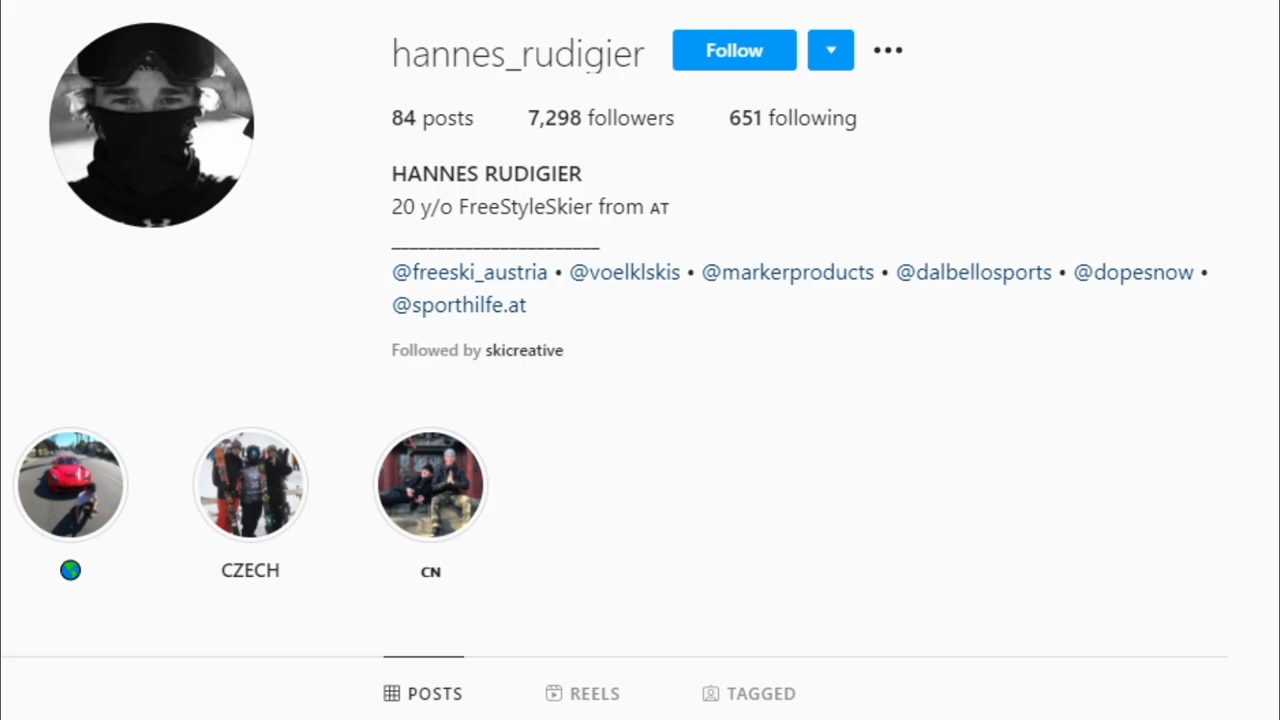 hannes_rudigier Follow
84 posts 7,298 followers 651 following
HANNES RUDIGIER
20 y/o FreeStyleSkier from AT
_______________________
@freeski_austria • @voelklskis • @markerproducts • @dalbellosports • @dopesnow •
@sporthilfe.at
Followed by skicreative
CZECH CN
POSTS REELS TAGGED